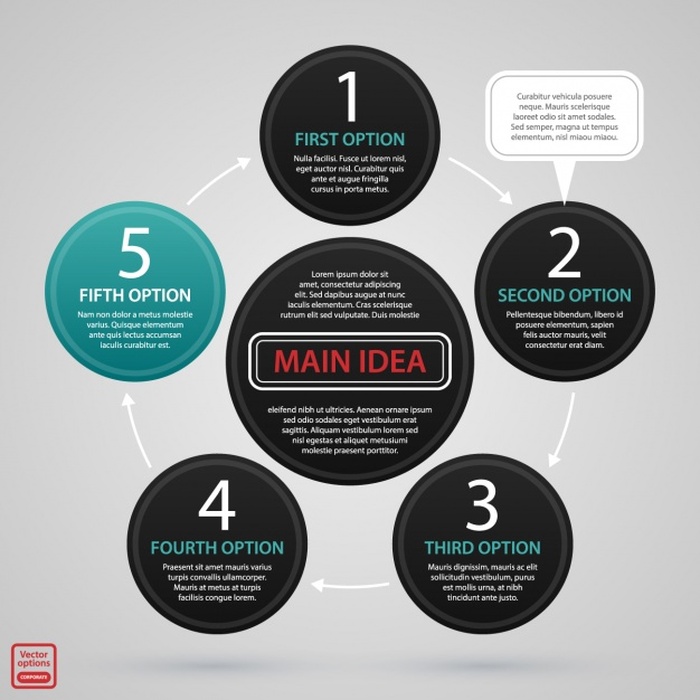 1
FIRST OPTION
Nulla facilisi. Fusce ut lorem nisl,
eget auctor nisl. Curabitur quis
ante et augue fringilla
cursus in porta metus.
Curabitur vehicula posuere
neque. Mauris scelerisque
laoreet odio sit amet sodales.
Sed semper, magna ut tempus
elementum, nisl miaou miaou.
2
SECOND OPTION
Pellentesque bibendum, libero id
posuere elementum, sapien
felis auctor mauris, velit
consectetur erat diam.
3
THIRD OPTION
Mauris dignissim, mauris ac elit
sollicitudin vestibulum, purus
est mollis urna, at nibh
tincidunt ante justo.
4
FOURTH OPTION
Praesent sit amet mauris varius
turpis convallis ullamcorper.
Mauris at metus at turpis
facilisis congue lorem.
5
FIFTH OPTION
Nam non dolor a metus molestie
varius. Quisque elementum
ante quis lectus accumsan
iaculis curabitur est.
Lorem ipsum dolor sit
amet, consectetur adipiscing
elit. Sed dapibus augue ac nunc
iaculis elementum. Cras scelerisque
rutrum elit sed vulputate. Duis molestie
MAIN IDEA
eleifend nibh ut ultricies. Aenean ornare ipsum
sed odio sodales eget vestibulum erat
sagittis. Aliquam vestibulum lorem sed
nisl egestas et aliquet metusiumi
molestie praesent porttitor.
Vector
options
CORPORATE